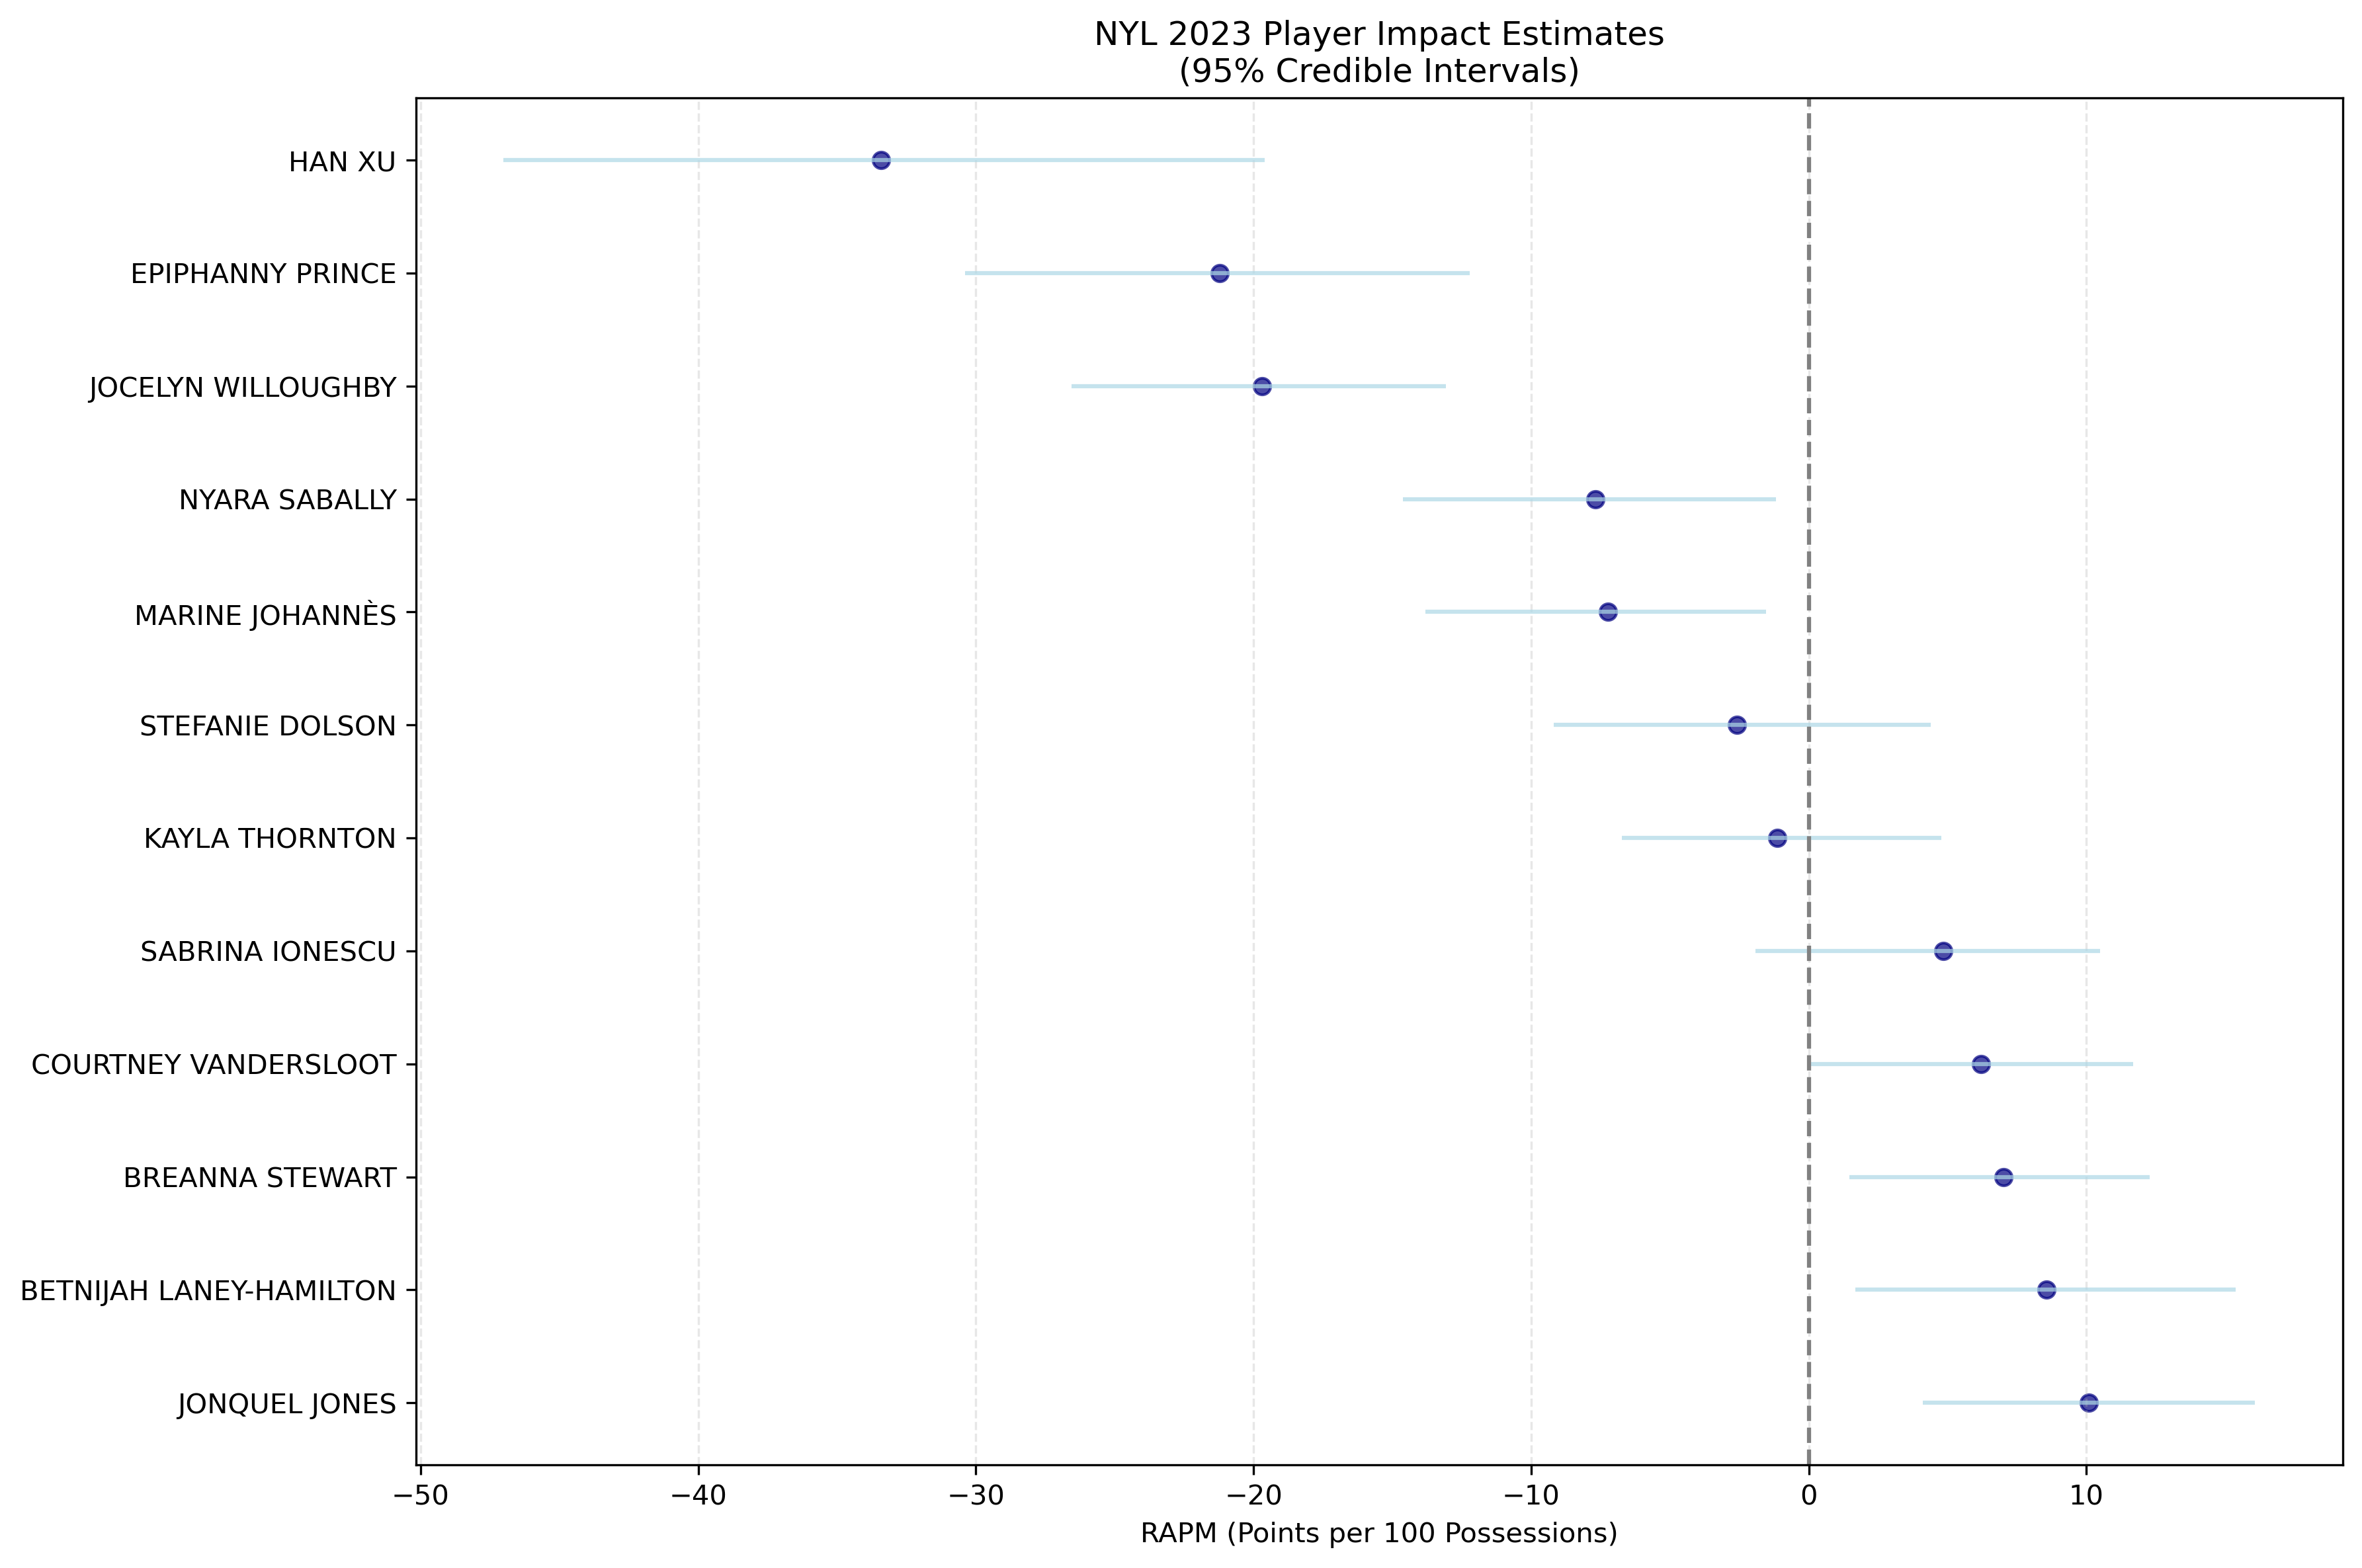 NYL 2023 Player Impact Estimates
(95% Credible Intervals)
HAN XU
EPIPHANNY PRINCE
JOCELYN WILLOUGHBY
NYARA SABALLY
MARINE JOHANNÈS
STEFANIE DOLSON
KAYLA THORNTON
SABRINA IONESCU
COURTNEY VANDERSLOOT
BREANNA STEWART
BETNIJAH LANEY-HAMILTON
JONQUEL JONES
−50 −40 −30 −20 −10 0 10
RAPM (Points per 100 Possessions)